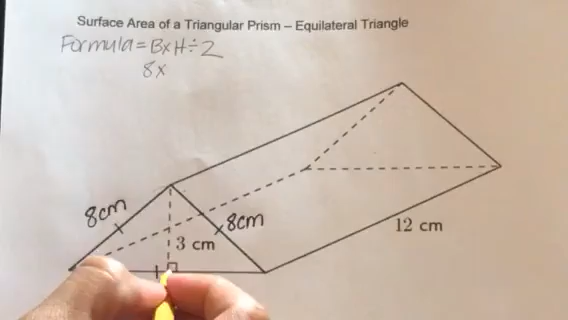 Surface Area of a Triangular Prism – Equilateral Triangle
Formula = B×H÷2
8×
8cm
8cm
3 cm
12 cm